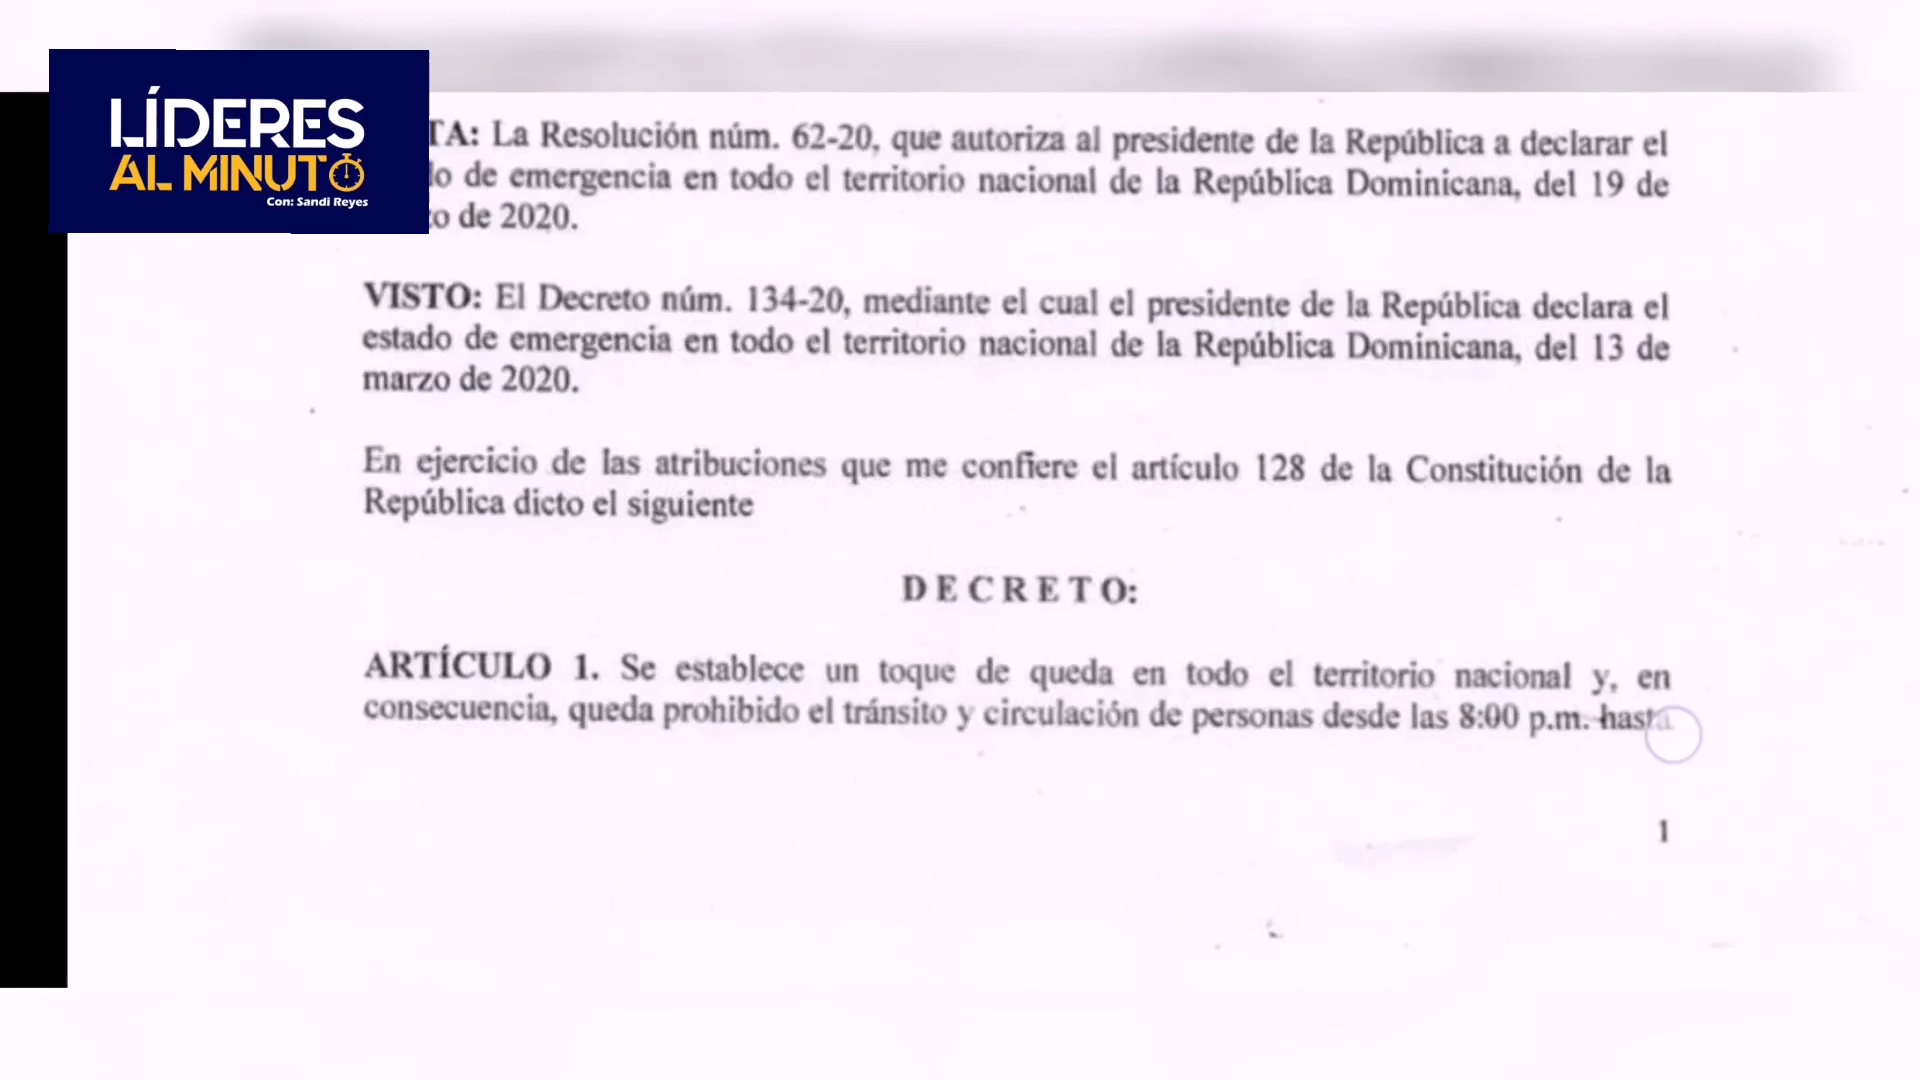 LÍDERES
AL MINUTO
Con: Sandi Reyes
TA: La Resolución núm. 62-20, que autoriza al presidente de la República a declarar el
do de emergencia en todo el territorio nacional de la República Dominicana, del 19 de
zo de 2020.
VISTO: El Decreto núm. 134-20, mediante el cual el presidente de la República declara el
estado de emergencia en todo el territorio nacional de la República Dominicana, del 13 de
marzo de 2020.
En ejercicio de las atribuciones que me confiere el artículo 128 de la Constitución de la
República dicto el siguiente
D E C R E T O:
ARTÍCULO 1. Se establece un toque de queda en todo el territorio nacional y, en
consecuencia, queda prohibido el tránsito y circulación de personas desde las 8:00 p.m. hasta
1